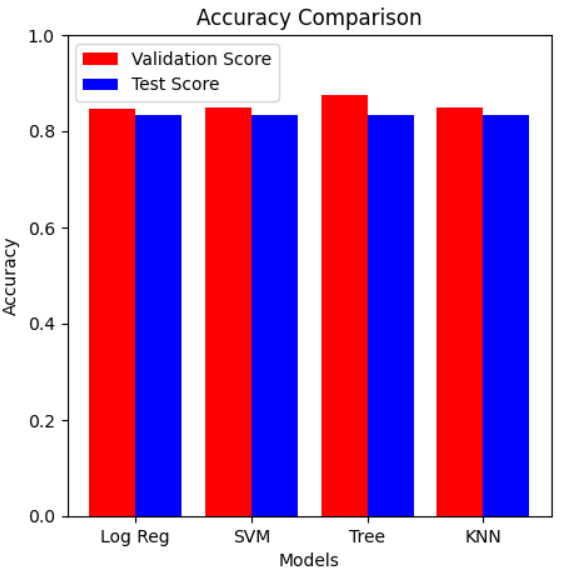 Accuracy Comparison
Validation Score
Test Score
1.0
0.8
0.6
0.4
0.2
0.0
Accuracy
Log Reg SVM Tree KNN
Models